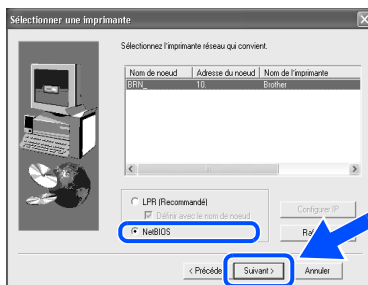 Sélectionner une imprimante
Sélectionnez l'imprimante réseau qui convient.
Nom de noeud Adresse du noeud Nom de l'imprimante
BRN_ 10. Brother
LPR (Recommandé)
Définir avec le nom de noeud
Configurer IP
NetBIOS
< Précéde Suivant > Annuler